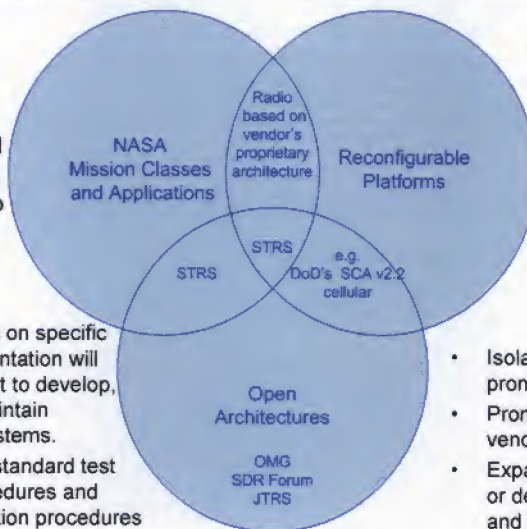 Radio
based on
vendor's
proprietary
architecture
NASA
Mission Classes
and Applications
Reconfigurable
Platforms
STRS
STRS
e.g.
DoD's SCA v2.2
cellular
Open
Architectures
OMG
SDR Forum
JTRS
on specific
ntation will
t to develop,
intain
stems.
standard test
edures and
ion procedures
• Isola
prom
• Prom
vend
• Expa
or de
and